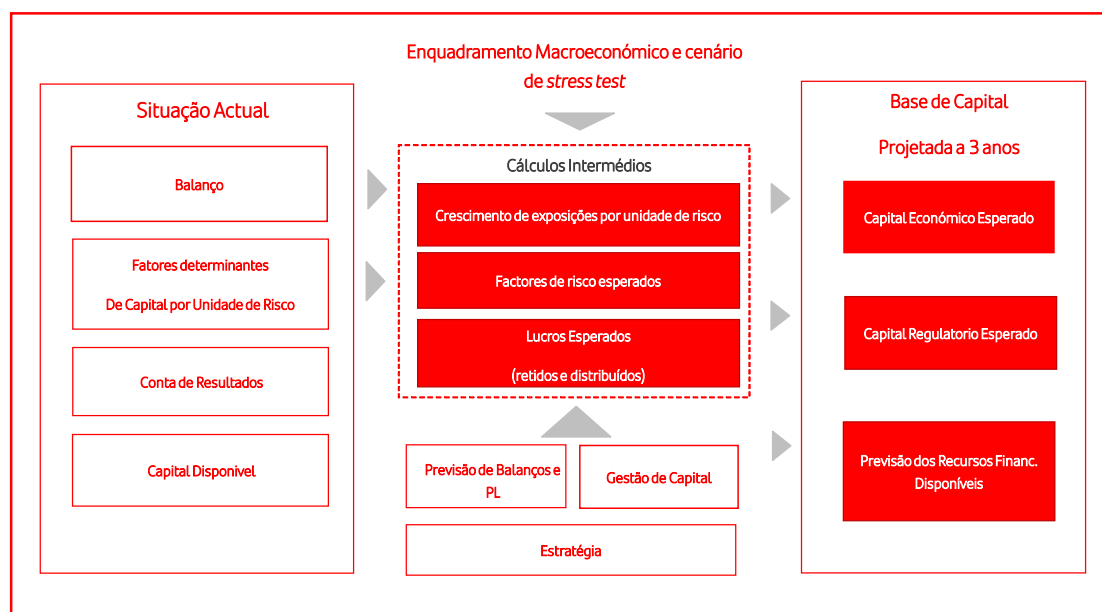 Enquadramento Macroeconómico e cenário
de stress test
Situação Actual
Balanço
Fatores determinantes
De Capital por Unidade de Risco
Conta de Resultados
Capital Disponivel
Cálculos Intermédios
Crescimento de exposições por unidade de risco
Factores de risco esperados
Lucros Esperados
(retidos e distribuídos)
Previsão de Balanços e
PL
Gestão de Capital
Estratégia
Base de Capital
Projetada a 3 anos
Capital Económico Esperado
Capital Regulatorio Esperado
Previsão dos Recursos Financ.
Disponíveis